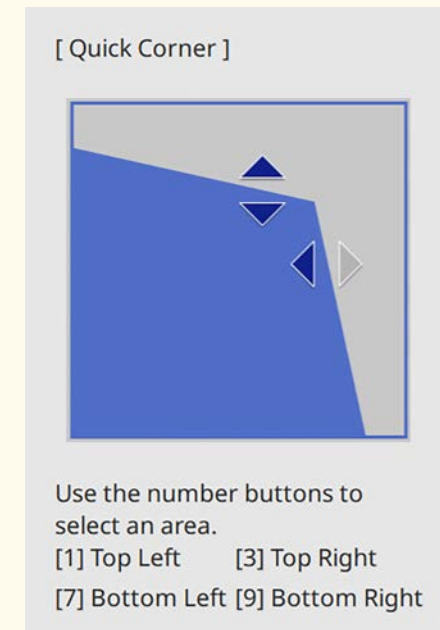 [ Quick Corner ]
Use the number buttons to
select an area.
[1] Top Left [3] Top Right
[7] Bottom Left [9] Bottom Right